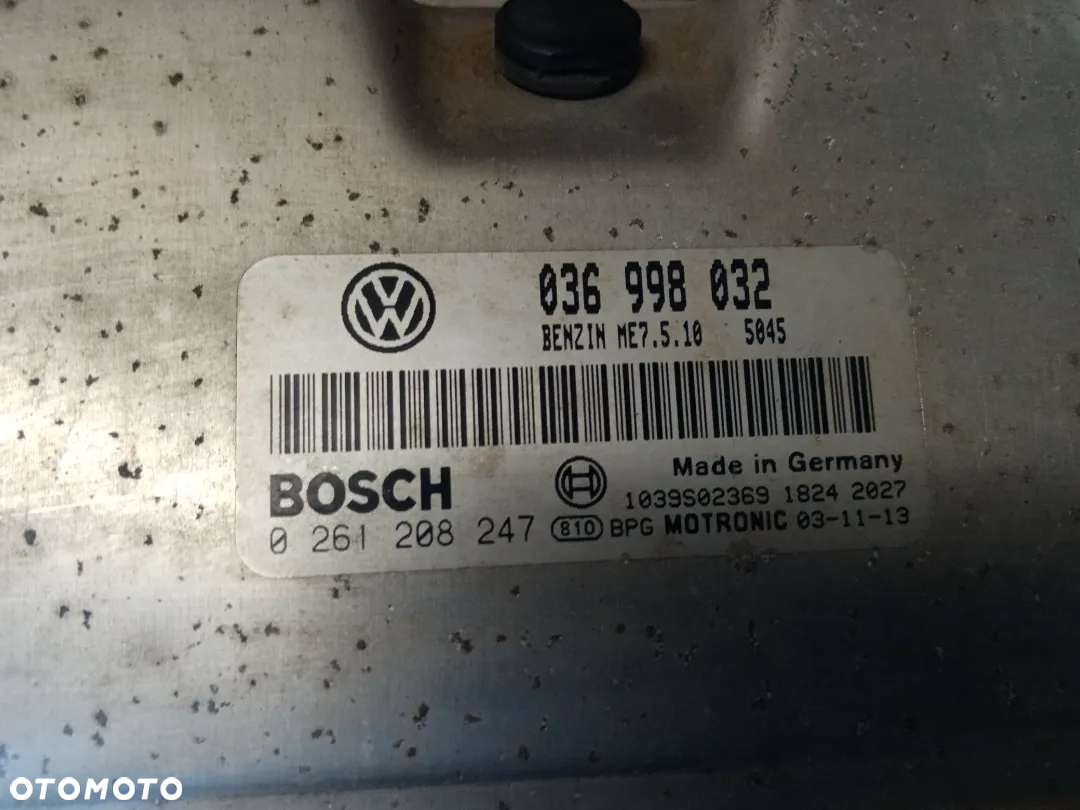 036 998 032
BENZIN ME7.5.10 5045
BOSCH
Made in Germany
1039S02369 1824 2027
0 261 208 247 810 BPG MOTRONIC 03-11-13
OTOMOTO